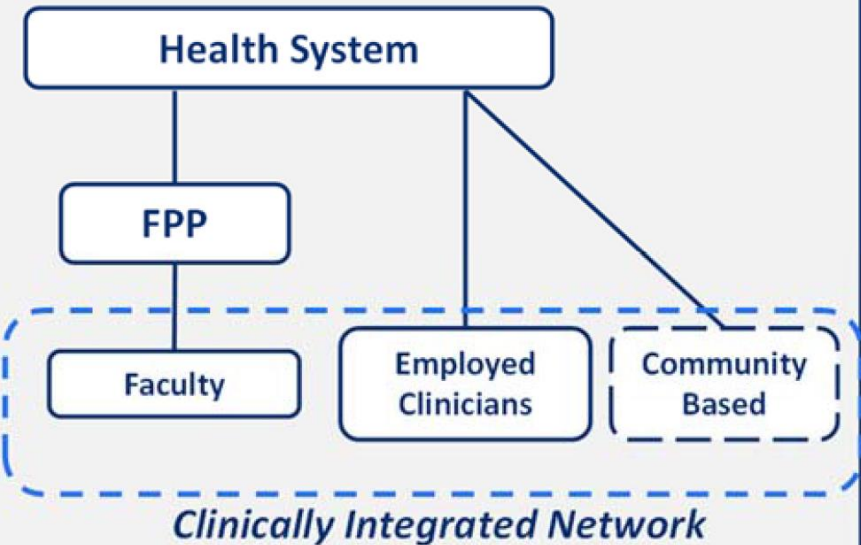 Health System
FPP
Faculty
Employed
Clinicians
Community
Based
Clinically Integrated Network